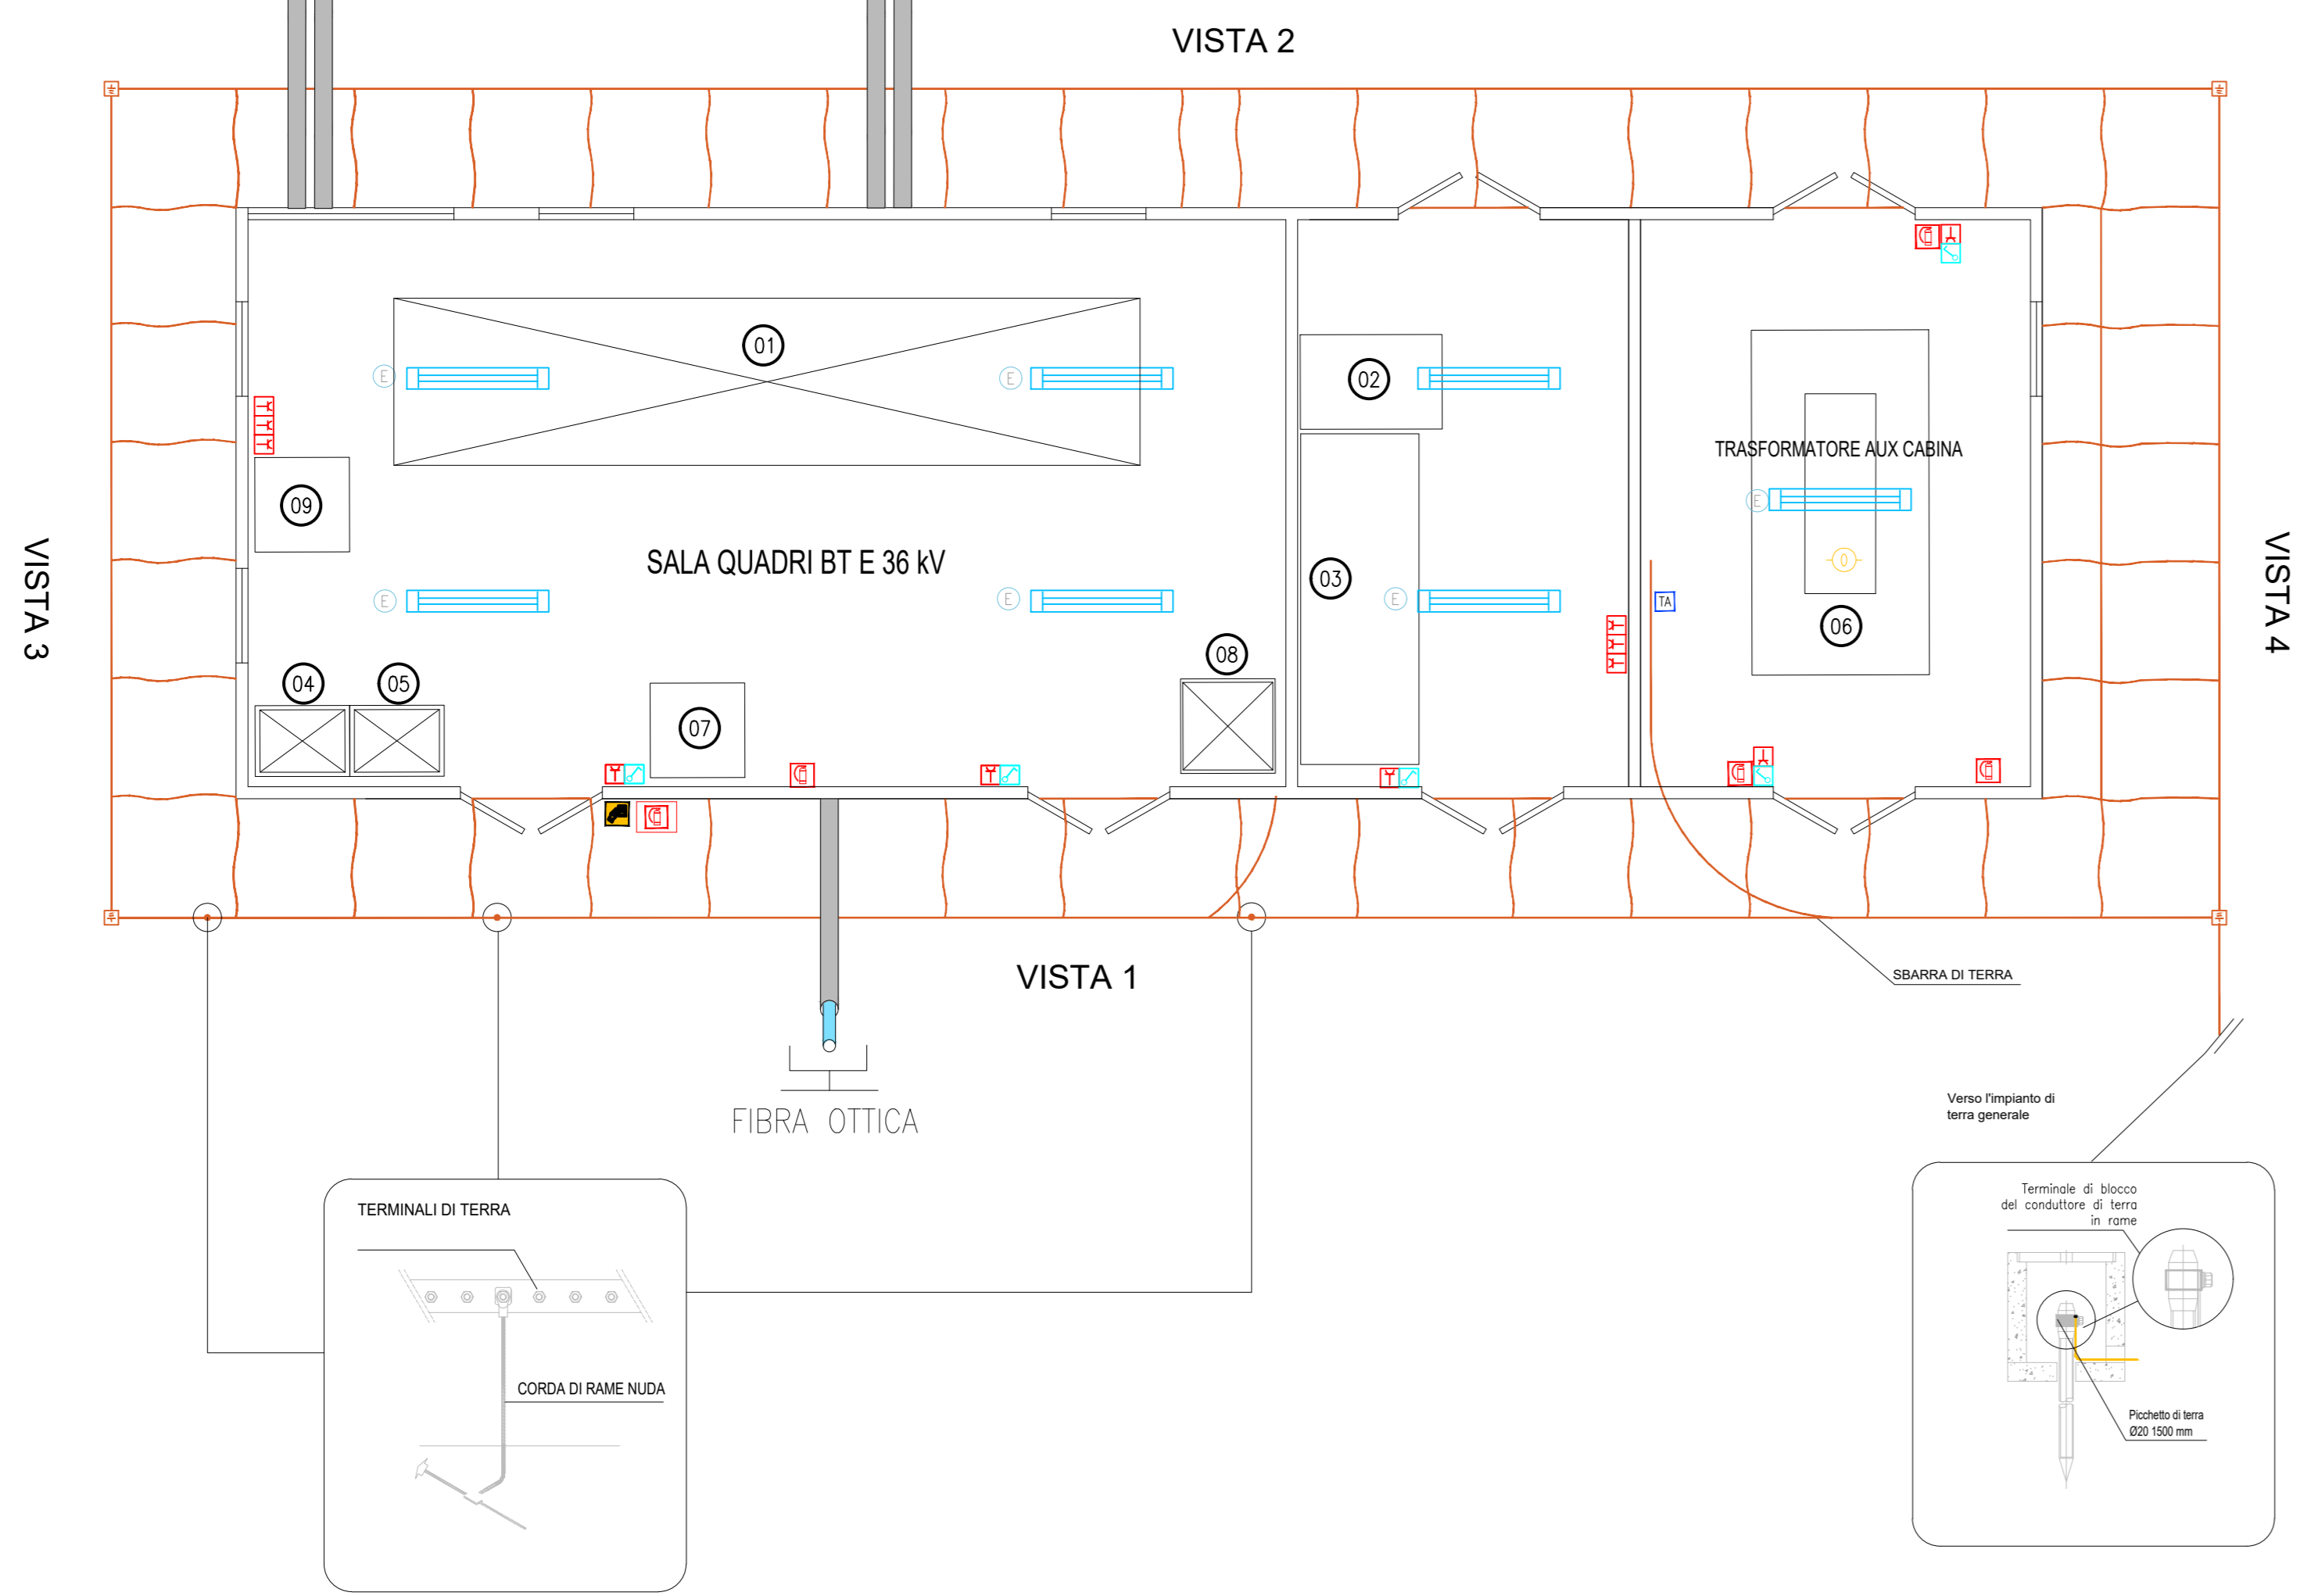 VISTA 2
01
E
E
02
TRASFORMATORE AUX CABINA
E
09
SALA QUADRI BT E 36 kV
0
03
E
E
E
TA
06
VISTA 3
VISTA 4
08
04
05
07
VISTA 1
SBARRA DI TERRA
FIBRA OTTICA
Verso l'impianto di
terra generale
TERMINALI DI TERRA
CORDA DI RAME NUDA
Terminale di blocco
del conduttore di terra
in rame
Picchetto di terra
Ø20 1500 mm